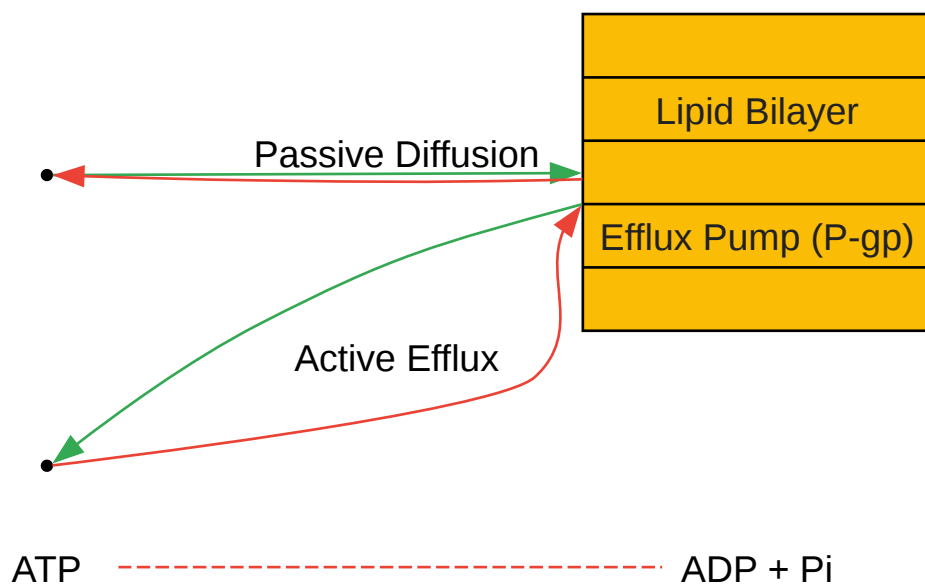 Lipid Bilayer
Passive Diffusion
Efflux Pump (P-gp)
Active Efflux
ATP
ADP + Pi